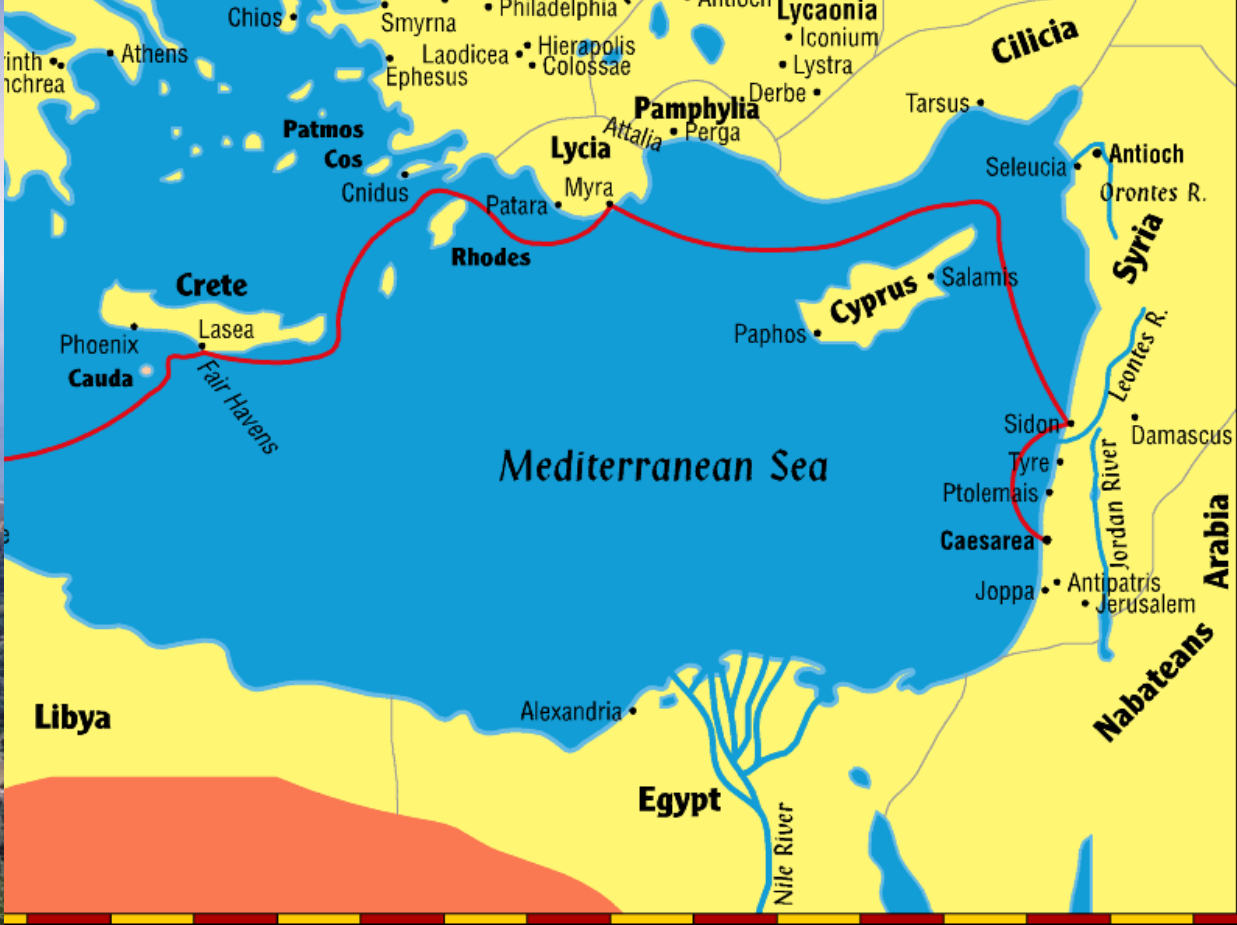 Chios
Smyrna
Philadelphia
Antioch
Lycaonia
Iconium
Lystra
Derbe
Cilicia
Tarsus
Athens
Laodicea
Hierapolis
Colossae
Ephesus
rinth
nchrea
Patmos
Cos
Cnidus
Pamphylia
Attalia
Perga
Lycia
Myra
Patara
Rhodes
Seleucia
Antioch
Orontes R.
Syria
Crete
Phoenix
Lasea
Cauda
Fair Havens
Cyprus
Salamis
Paphos
Leontes R.
Sidon
Damascus
Tyre
Ptolemais
Jordan River
Caesarea
Arabia
Mediterranean Sea
Joppa
Antipatris
Jerusalem
Nabateans
Libya
Alexandria
Egypt
Nile River